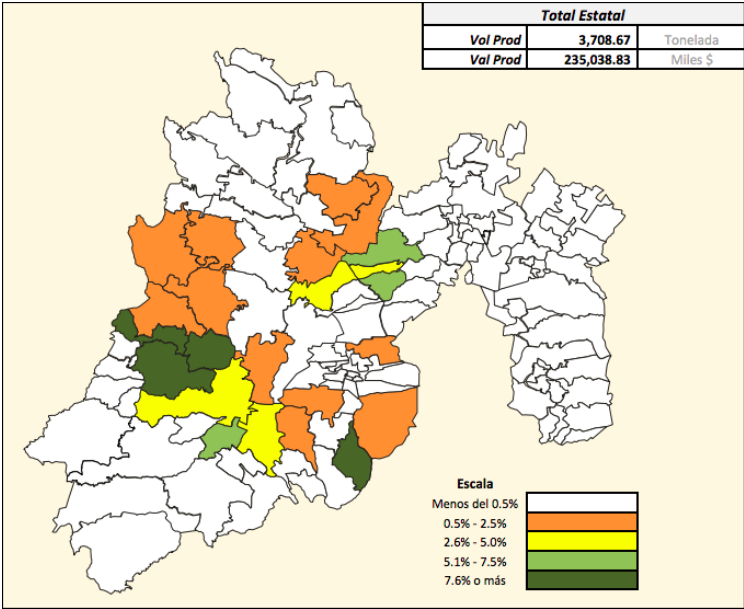 Total Estatal
Vol Prod 3,708.67 Tonelada
Val Prod 235,038.83 Miles $
Escala
Menos del 0.5%
0.5% - 2.5%
2.6% - 5.0%
5.1% - 7.5%
7.6% o más